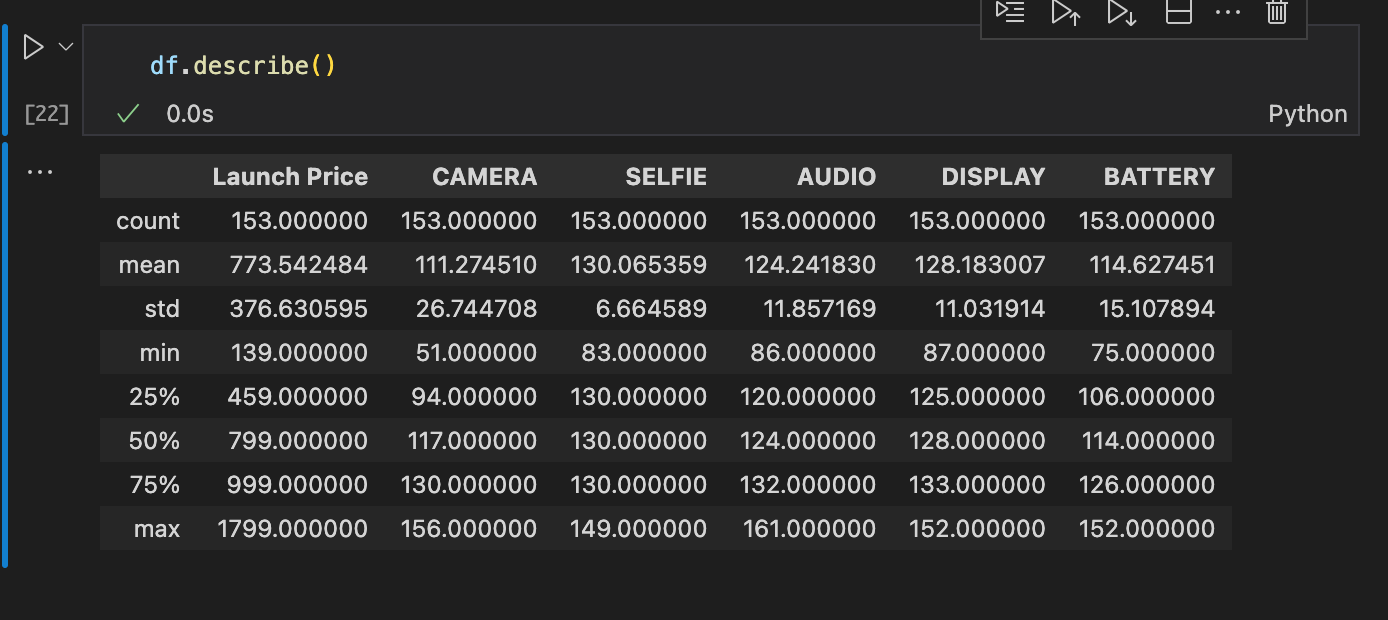 df.describe()
[22]
0.0s
Python
Launch Price CAMERA SELFIE AUDIO DISPLAY BATTERY
count 153.000000 153.000000 153.000000 153.000000 153.000000 153.000000
mean 773.542484 111.274510 130.065359 124.241830 128.183007 114.627451
std 376.630595 26.744708 6.664589 11.857169 11.031914 15.107894
min 139.000000 51.000000 83.000000 86.000000 87.000000 75.000000
25% 459.000000 94.000000 130.000000 120.000000 125.000000 106.000000
50% 799.000000 117.000000 130.000000 124.000000 128.000000 114.000000
75% 999.000000 130.000000 130.000000 132.000000 133.000000 126.000000
max 1799.000000 156.000000 149.000000 161.000000 152.000000 152.000000